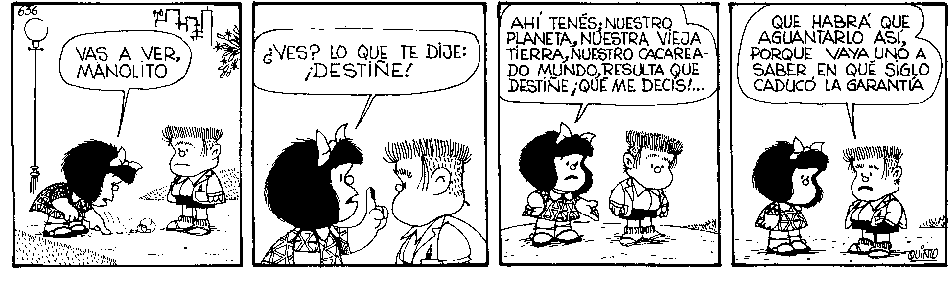 636
VAS A VER,
MANOLITO
¿VES? LO QUE TE DIJE:
¡DESTIÑE!
AHÍ TENÉS; NUESTRO
PLANETA, NUESTRA VIEJA
TIERRA, NUESTRO CACAREA-
DO MUNDO, RESULTA QUE
DESTIÑE ¡QUÉ ME DECÍS!...
QUE HABRÁ QUE
AGUANTARLO ASÍ,
PORQUE VAYA UNO A
SABER EN QUÉ SIGLO
CADUCÓ LA GARANTÍA
QUINO